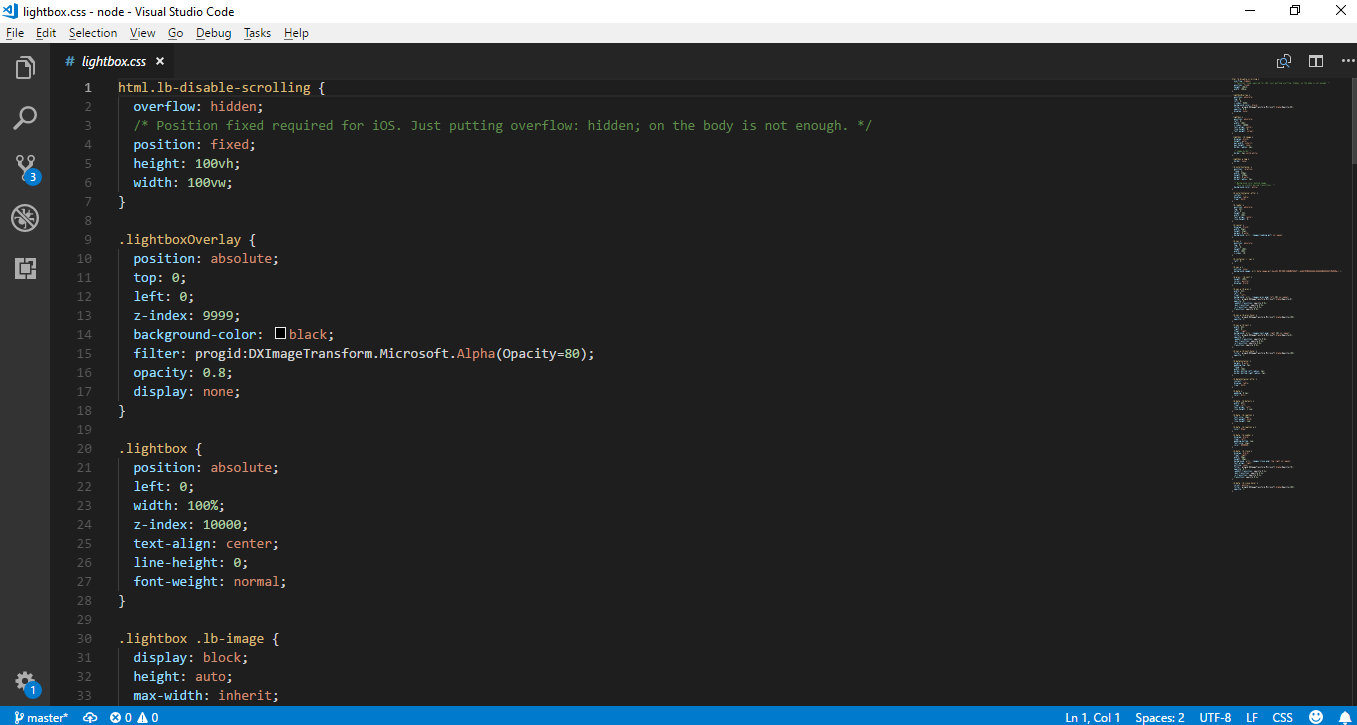 lightbox.css - node - Visual Studio Code
File Edit Selection View Go Debug Tasks Help
# lightbox.css ×
1 html.lb-disable-scrolling {
2 overflow: hidden;
3 /* Position fixed required for iOS. Just putting overflow: hidden; on the body is not enough. */
4 position: fixed;
5 height: 100vh;
6 width: 100vw;
7 }
8
9 .lightboxOverlay {
10 position: absolute;
11 top: 0;
12 left: 0;
13 z-index: 9999;
14 background-color: black;
15 filter: progid:DXImageTransform.Microsoft.Alpha(Opacity=80);
16 opacity: 0.8;
17 display: none;
18 }
19
20 .lightbox {
21 position: absolute;
22 left: 0;
23 width: 100%;
24 z-index: 10000;
25 text-align: center;
26 line-height: 0;
27 font-weight: normal;
28 }
29
30 .lightbox .lb-image {
31 display: block;
32 height: auto;
33 max-width: inherit;
3
1
master* 0 0 Ln 1, Col 1 Spaces: 2 UTF-8 LF CSS